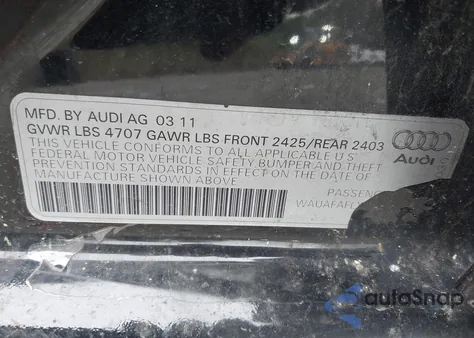 MFD. BY AUDI AG 03 11
GVWR LBS 4707 GAWR LBS FRONT 2425/REAR 2403
THIS VEHICLE CONFORMS TO ALL APPLICABLE U S
FEDERAL MOTOR VEHICLE SAFETY BUMPER AND THEFT
PREVENTION STANDARDS IN EFFECT ON THE DATE OF
MANUFACTURE SHOWN ABOVE
Audi
PASSENG
WAUAFAFL
autoSnap